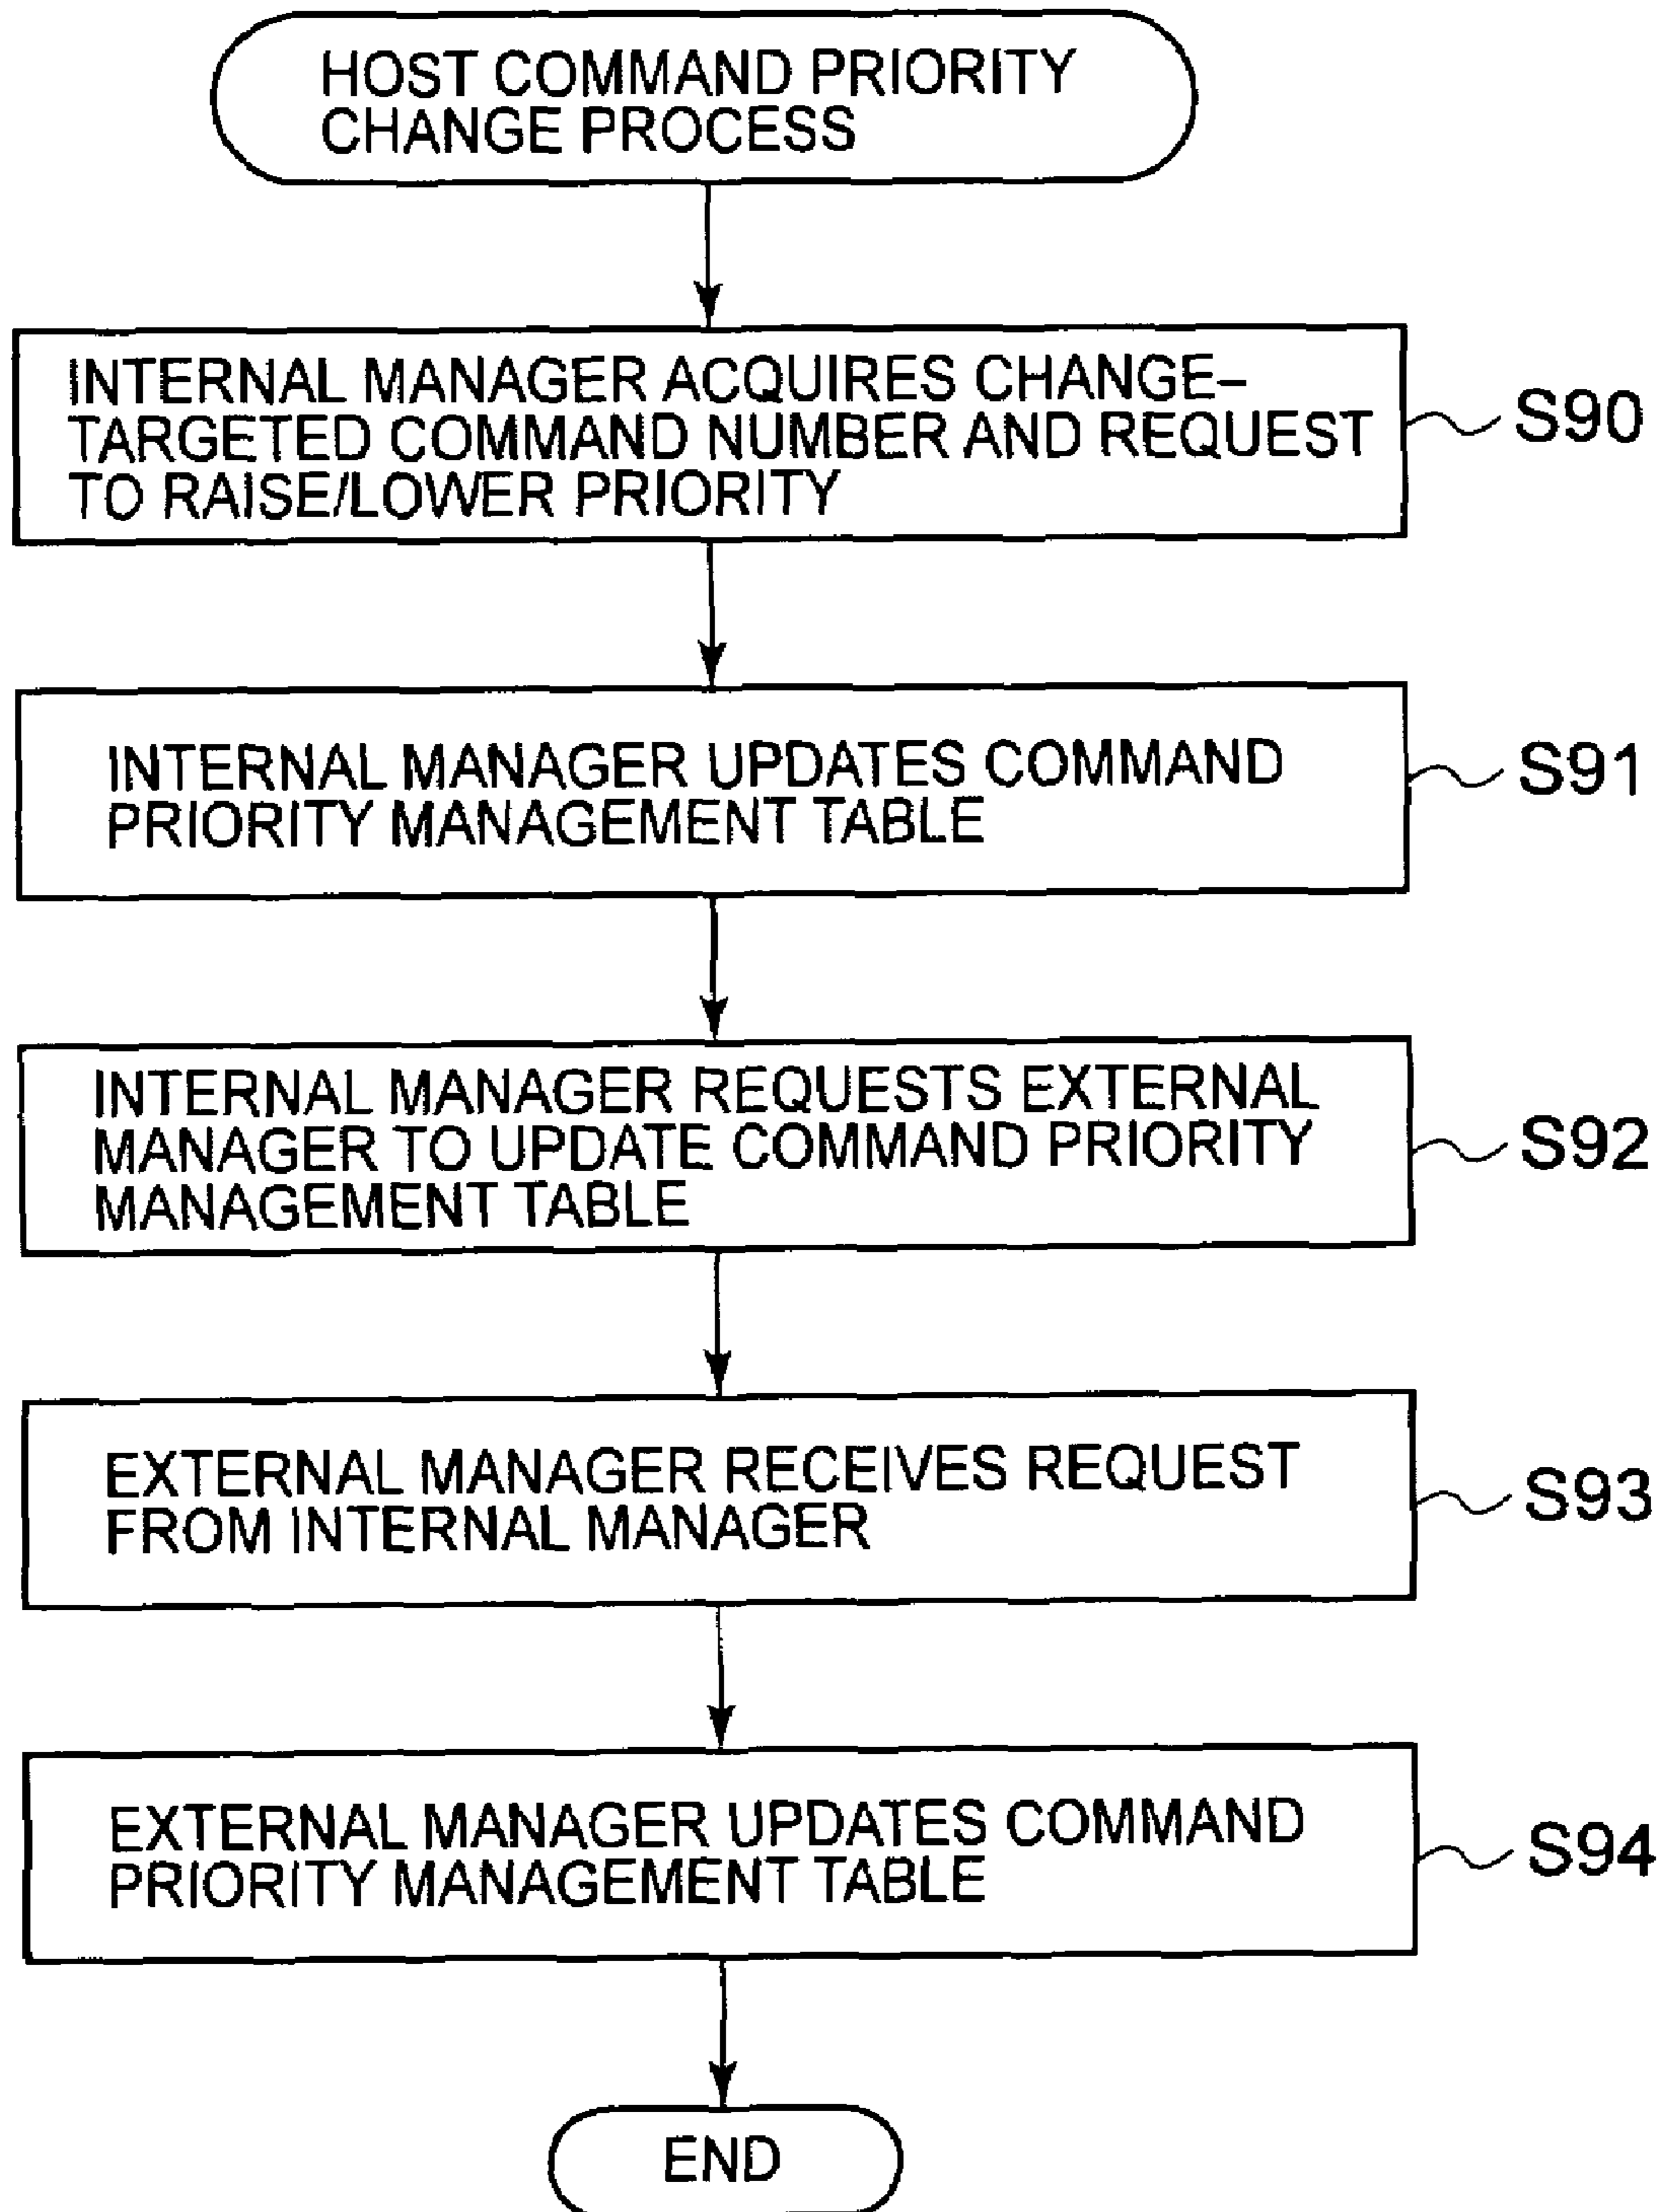 HOST COMMAND PRIORITY
CHANGE PROCESS
INTERNAL MANAGER ACQUIRES CHANGE–
TARGETED COMMAND NUMBER AND REQUEST
TO RAISE/LOWER PRIORITY
S90
INTERNAL MANAGER UPDATES COMMAND
PRIORITY MANAGEMENT TABLE
S91
INTERNAL MANAGER REQUESTS EXTERNAL
MANAGER TO UPDATE COMMAND PRIORITY
MANAGEMENT TABLE
S92
EXTERNAL MANAGER RECEIVES REQUEST
FROM INTERNAL MANAGER
S93
EXTERNAL MANAGER UPDATES COMMAND
PRIORITY MANAGEMENT TABLE
S94
END